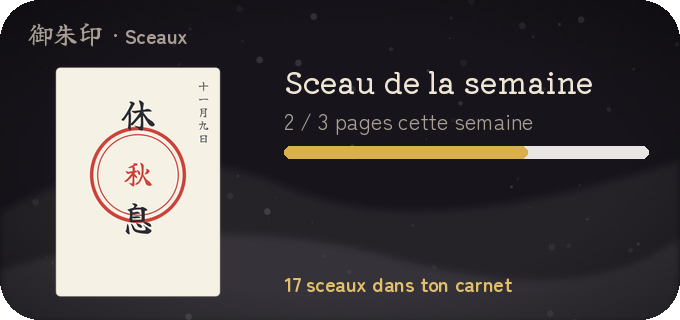 御朱印 · Sceaux
十一月九日
休
秋
息
Sceau de la semaine
2 / 3 pages cette semaine
17 sceaux dans ton carnet